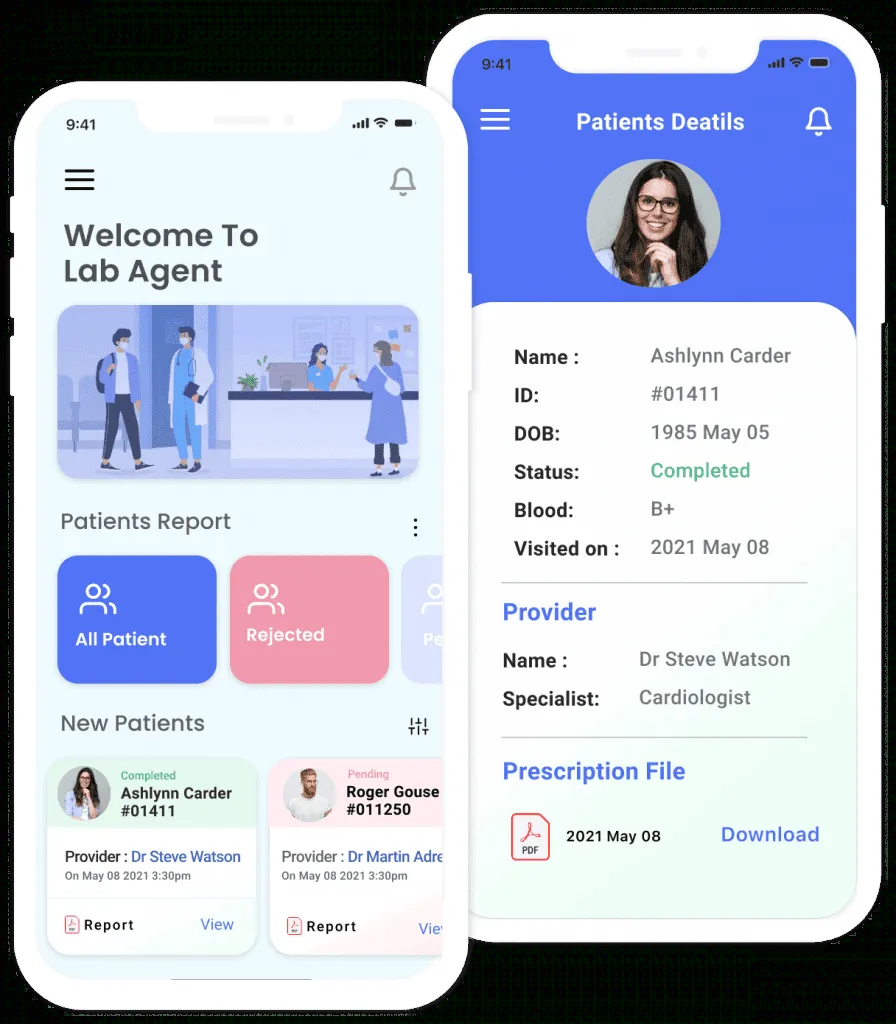 9:41
Welcome To
Lab Agent
Patients Report
All Patient
Rejected
Pe
New Patients
Completed
Ashlynn Carder
#01411
Provider : Dr Steve Watson
On May 08 2021 3:30pm
PDF
Report
View
Pending
Roger Gouse
#011250
Provider : Dr Martin Adre
On May 08 2021 3:30pm
PDF
Report
Vie
9:41
Patients Deatils
Name : Ashlynn Carder
ID: #01411
DOB: 1985 May 05
Status: Completed
Blood: B+
Visited on : 2021 May 08
Provider
Name : Dr Steve Watson
Specialist: Cardiologist
Prescription File
PDF
2021 May 08
Download